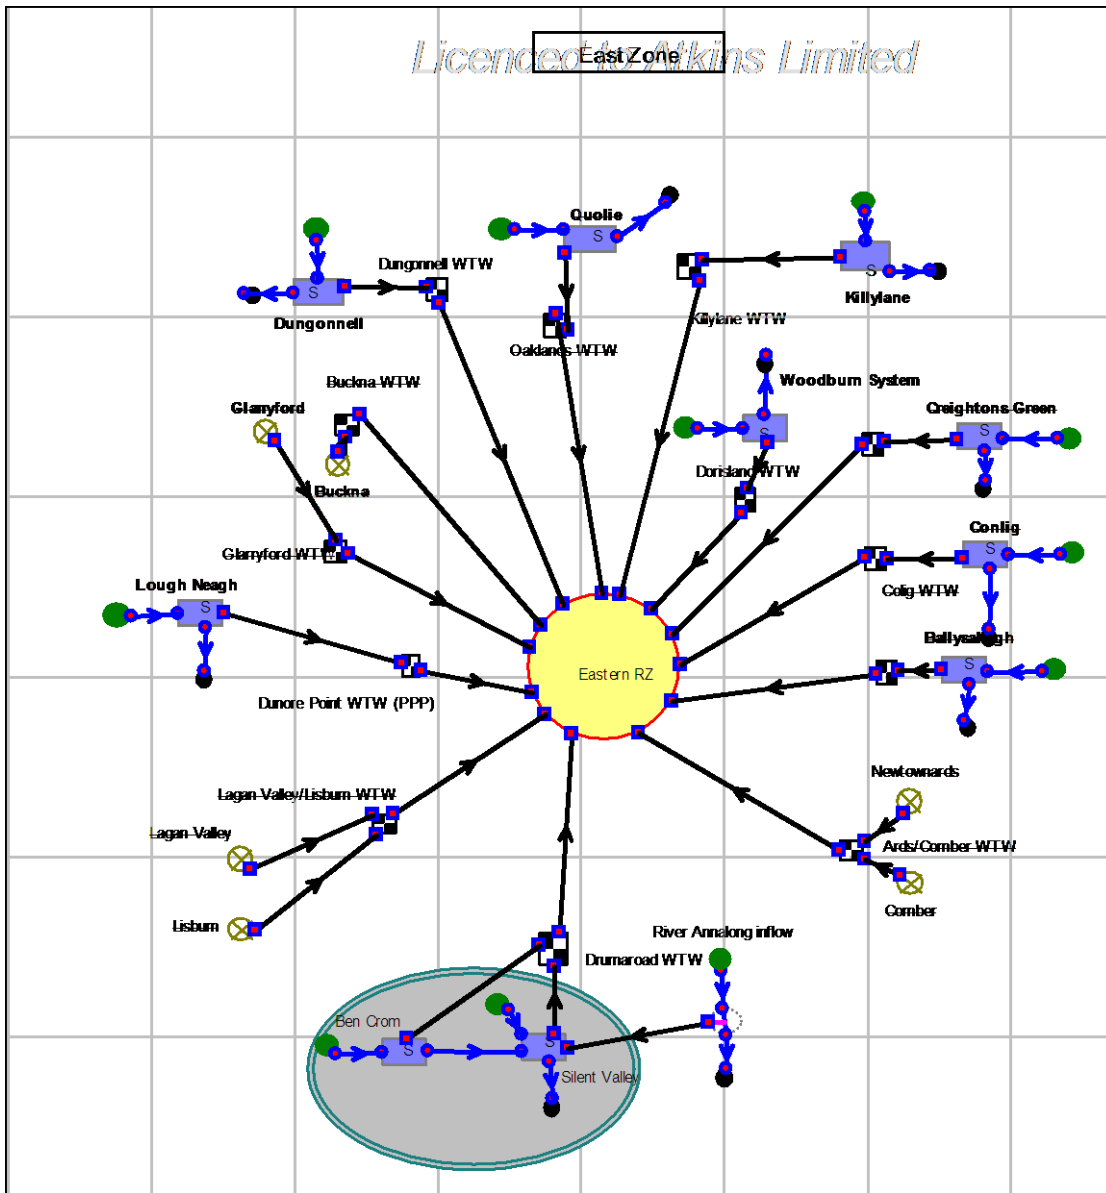 Licenced to Atkins Limited
East Zone
Quolie
S
S
Dungonnell WTW
S
Killylane
S
Dungonnell
Killylane WTW
Oaklands WTW
Buckna WTW
Woodburn System
Glarryford
Creightons Green
S
S
Buckna
Dorisland WTW
Conlig
Glarryford WTW
S
Lough Neagh
Colig WTW
S
Ballysallagh
S
Eastern RZ
Dunore Point WTW (PPP)
Newtownards
Lagan Valley/Lisburn WTW
Lagan Valley
Ards/Comber WTW
Comber
Lisburn
River Annalong inflow
Drumaroad WTW
Ben Crom
S
S
Silent Valley